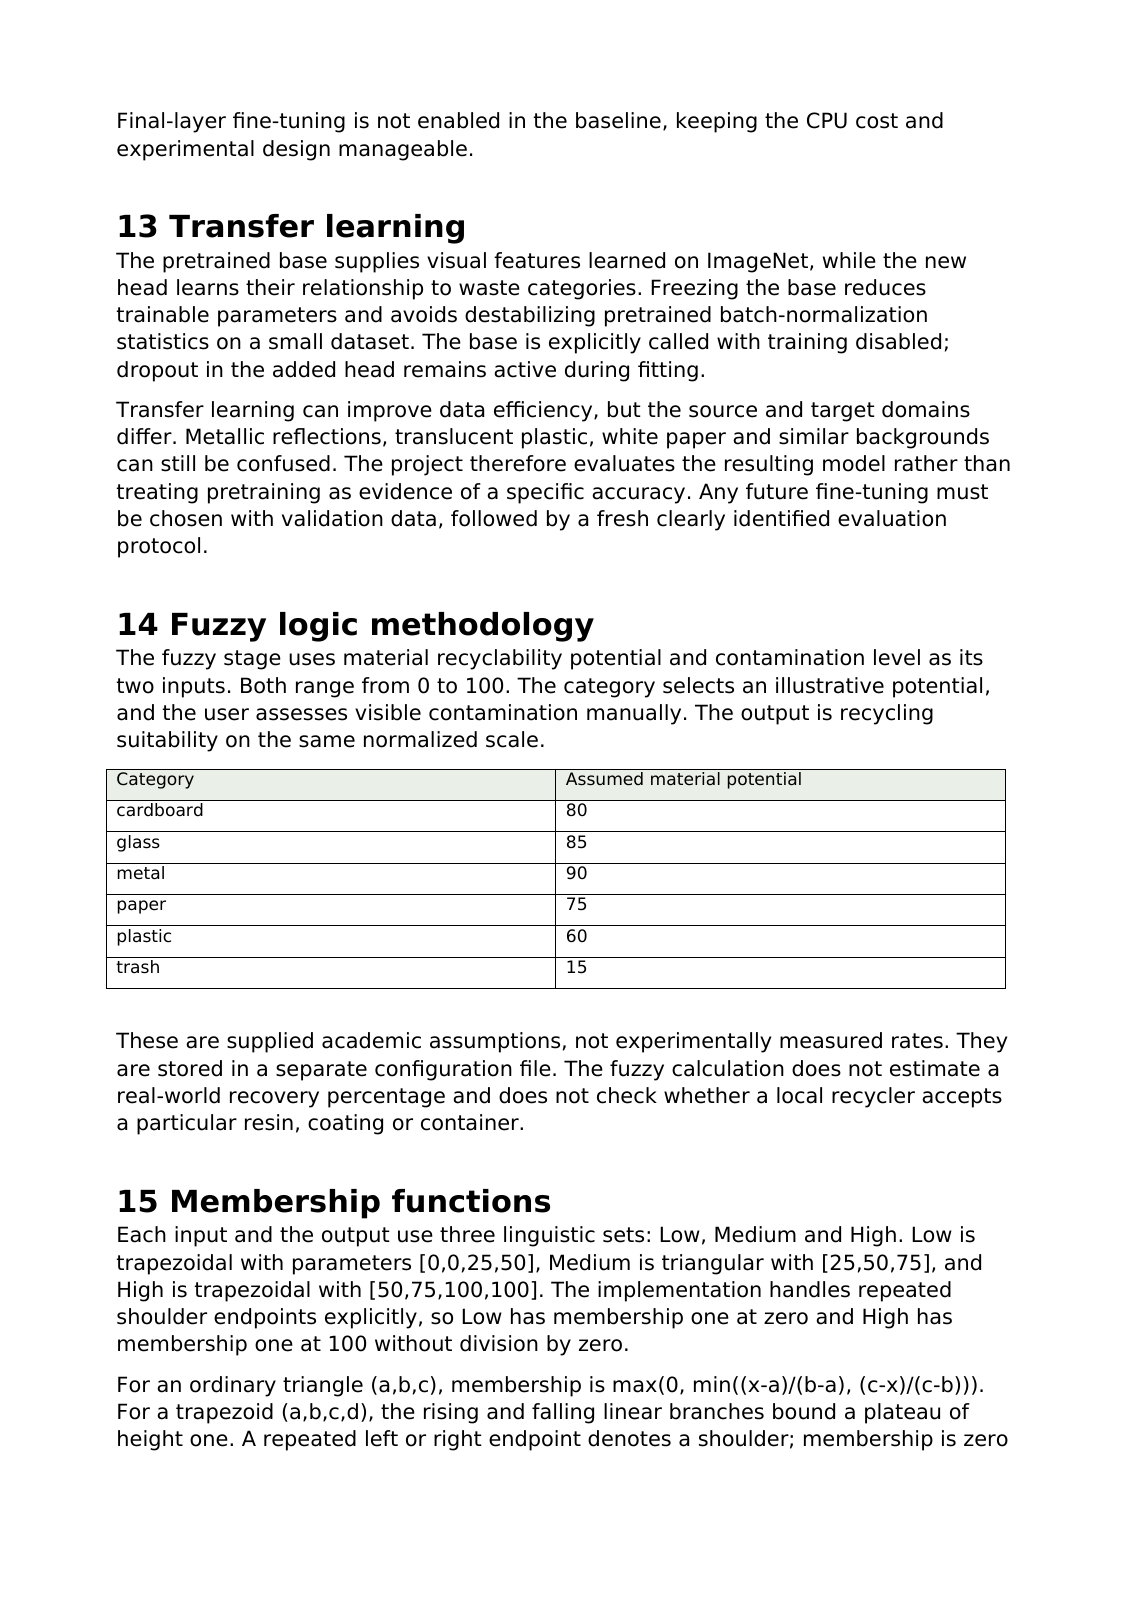 Final-layer fine-tuning is not enabled in the baseline, keeping the CPU cost and
experimental design manageable.
13 Transfer learning
The pretrained base supplies visual features learned on ImageNet, while the new
head learns their relationship to waste categories. Freezing the base reduces
trainable parameters and avoids destabilizing pretrained batch-normalization
statistics on a small dataset. The base is explicitly called with training disabled;
dropout in the added head remains active during fitting.
Transfer learning can improve data efficiency, but the source and target domains
differ. Metallic reflections, translucent plastic, white paper and similar backgrounds
can still be confused. The project therefore evaluates the resulting model rather than
treating pretraining as evidence of a specific accuracy. Any future fine-tuning must
be chosen with validation data, followed by a fresh clearly identified evaluation
protocol.
14 Fuzzy logic methodology
The fuzzy stage uses material recyclability potential and contamination level as its
two inputs. Both range from 0 to 100. The category selects an illustrative potential,
and the user assesses visible contamination manually. The output is recycling
suitability on the same normalized scale.
Category Assumed material potential
cardboard 80
glass 85
metal 90
paper 75
plastic 60
trash 15
These are supplied academic assumptions, not experimentally measured rates. They
are stored in a separate configuration file. The fuzzy calculation does not estimate a
real-world recovery percentage and does not check whether a local recycler accepts
a particular resin, coating or container.
15 Membership functions
Each input and the output use three linguistic sets: Low, Medium and High. Low is
trapezoidal with parameters [0,0,25,50], Medium is triangular with [25,50,75], and
High is trapezoidal with [50,75,100,100]. The implementation handles repeated
shoulder endpoints explicitly, so Low has membership one at zero and High has
membership one at 100 without division by zero.
For an ordinary triangle (a,b,c), membership is max(0, min((x-a)/(b-a), (c-x)/(c-b))).
For a trapezoid (a,b,c,d), the rising and falling linear branches bound a plateau of
height one. A repeated left or right endpoint denotes a shoulder; membership is zero